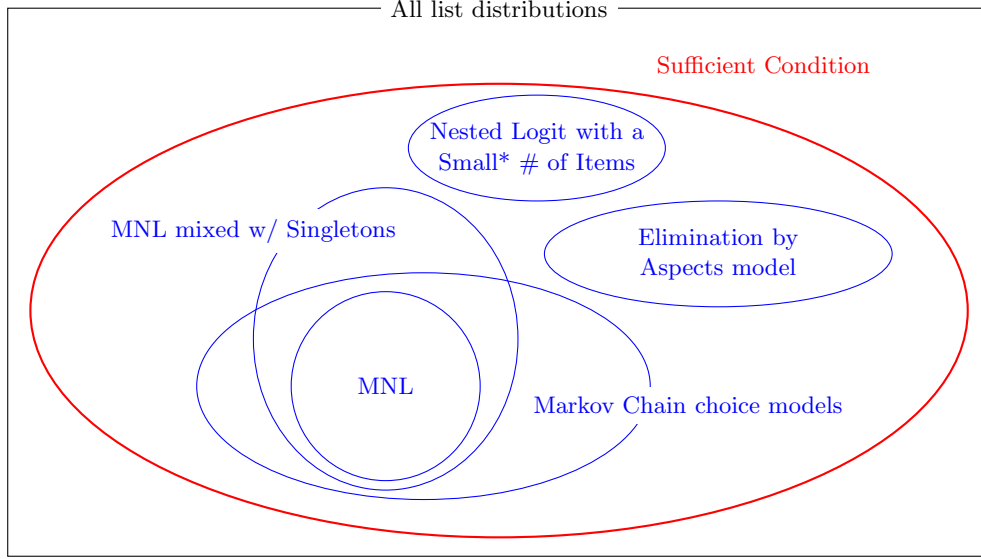 All list distributions
Sufficient Condition
Nested Logit with a
Small* # of Items
MNL mixed w/ Singletons
Elimination by
Aspects model
MNL
Markov Chain choice models